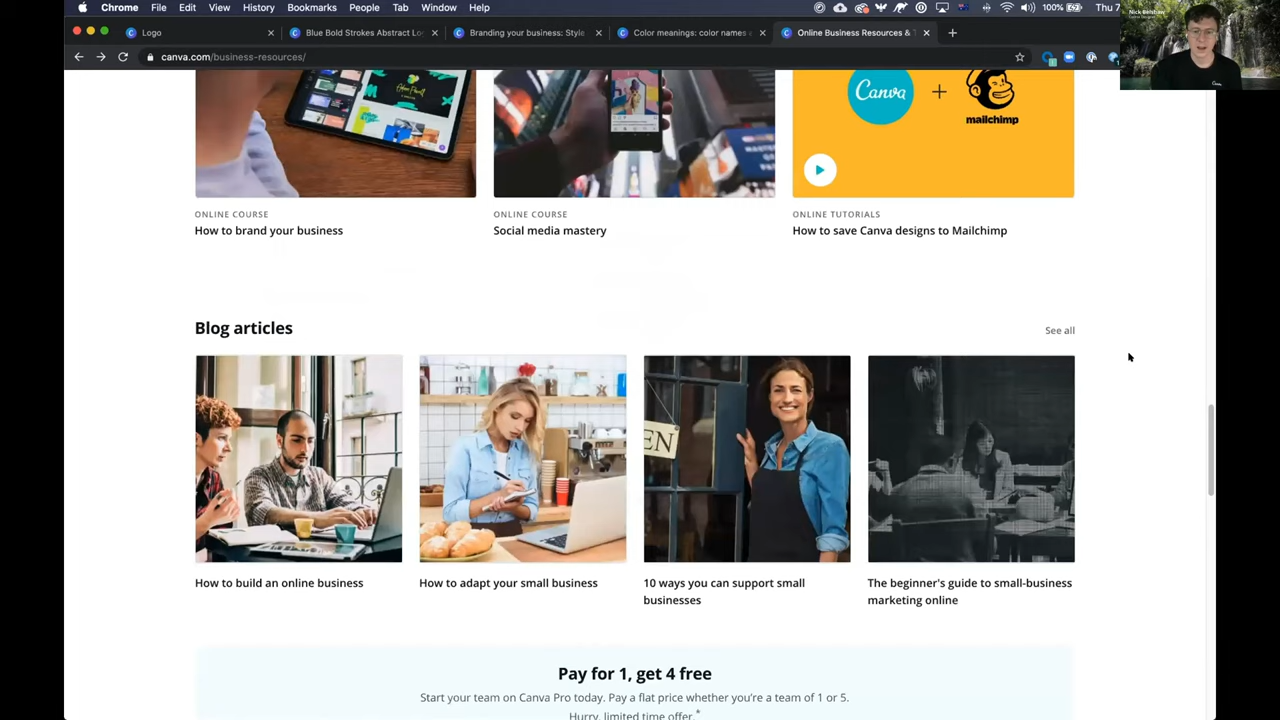 Chrome File Edit View History Bookmarks People Tab Window Help 100% Thu 7
Logo Blue Bold Strokes Abstract Lo Branding your business: Style Color meanings: color names Online Business Resources & T
canva.com/business-resources/
Canva + mailchimp
ONLINE COURSE ONLINE COURSE ONLINE TUTORIALS
How to brand your business Social media mastery How to save Canva designs to Mailchimp
Blog articles See all
EN
How to build an online business How to adapt your small business 10 ways you can support small The beginner's guide to small-business
businesses marketing online
Pay for 1, get 4 free
Start your team on Canva Pro today. Pay a flat price whether you're a team of 1 or 5.
Hurry, limited time offer.*